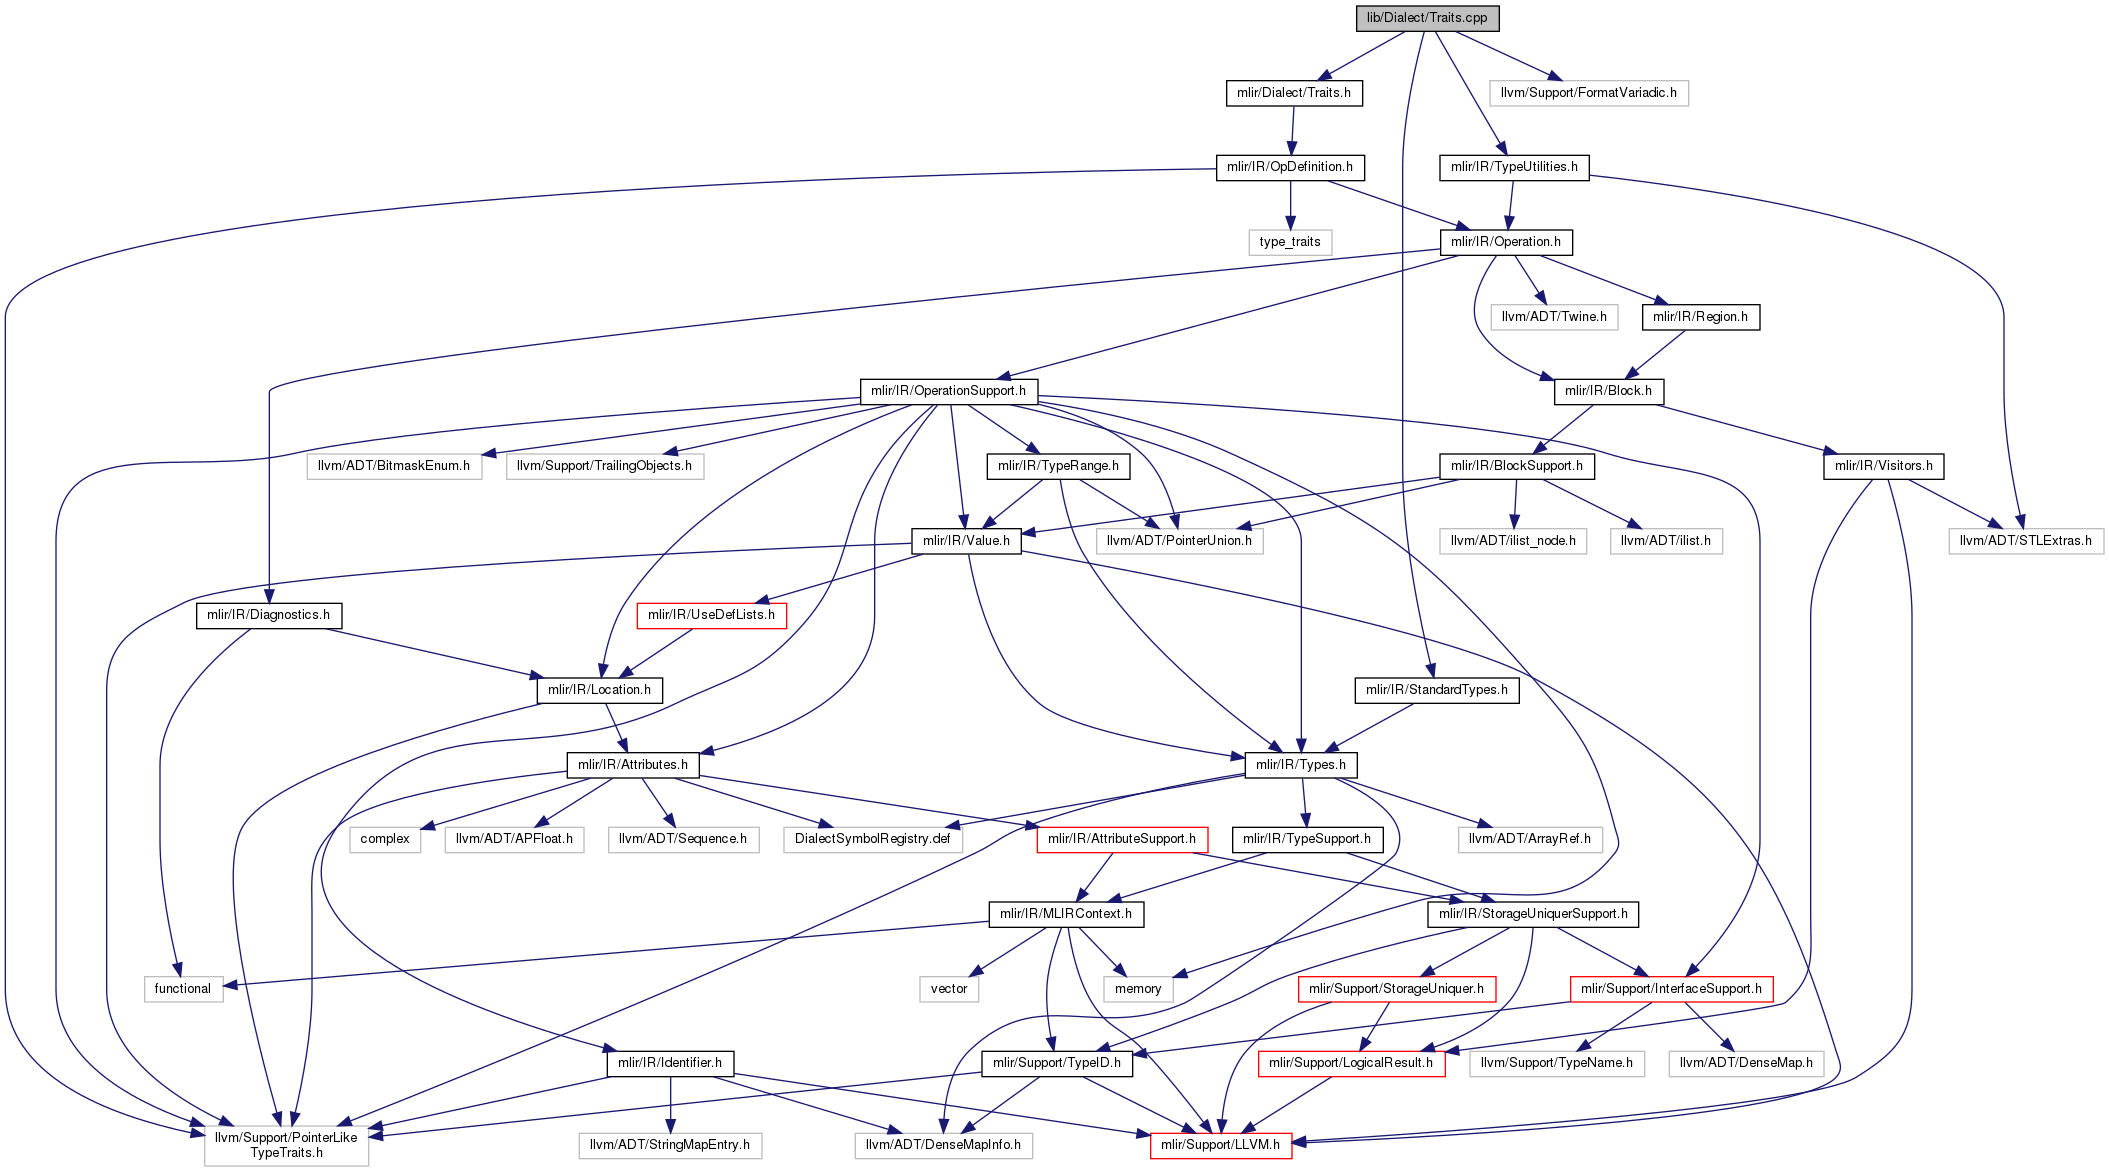 lib/Dialect/Traits.cpp
mlir/Dialect/Traits.h
llvm/Support/FormatVariadic.h
mlir/IR/OpDefinition.h
mlir/IR/TypeUtilities.h
type_traits
mlir/IR/Operation.h
llvm/ADT/Twine.h
mlir/IR/Region.h
mlir/IR/OperationSupport.h
mlir/IR/Block.h
llvm/ADT/BitmaskEnum.h
llvm/Support/TrailingObjects.h
mlir/IR/TypeRange.h
mlir/IR/BlockSupport.h
mlir/IR/Visitors.h
mlir/IR/Value.h
llvm/ADT/PointerUnion.h
llvm/ADT/ilist_node.h
llvm/ADT/ilist.h
llvm/ADT/STLExtras.h
mlir/IR/Diagnostics.h
mlir/IR/UseDefLists.h
mlir/IR/Location.h
mlir/IR/StandardTypes.h
mlir/IR/Attributes.h
mlir/IR/Types.h
complex
llvm/ADT/APFloat.h
llvm/ADT/Sequence.h
DialectSymbolRegistry.def
mlir/IR/AttributeSupport.h
mlir/IR/TypeSupport.h
llvm/ADT/ArrayRef.h
mlir/IR/MLIRContext.h
mlir/IR/StorageUniquerSupport.h
functional
vector
memory
mlir/Support/StorageUniquer.h
mlir/Support/InterfaceSupport.h
mlir/IR/Identifier.h
mlir/Support/TypeID.h
mlir/Support/LogicalResult.h
llvm/Support/TypeName.h
llvm/ADT/DenseMap.h
llvm/Support/PointerLike
TypeTraits.h
llvm/ADT/StringMapEntry.h
llvm/ADT/DenseMapInfo.h
mlir/Support/LLVM.h